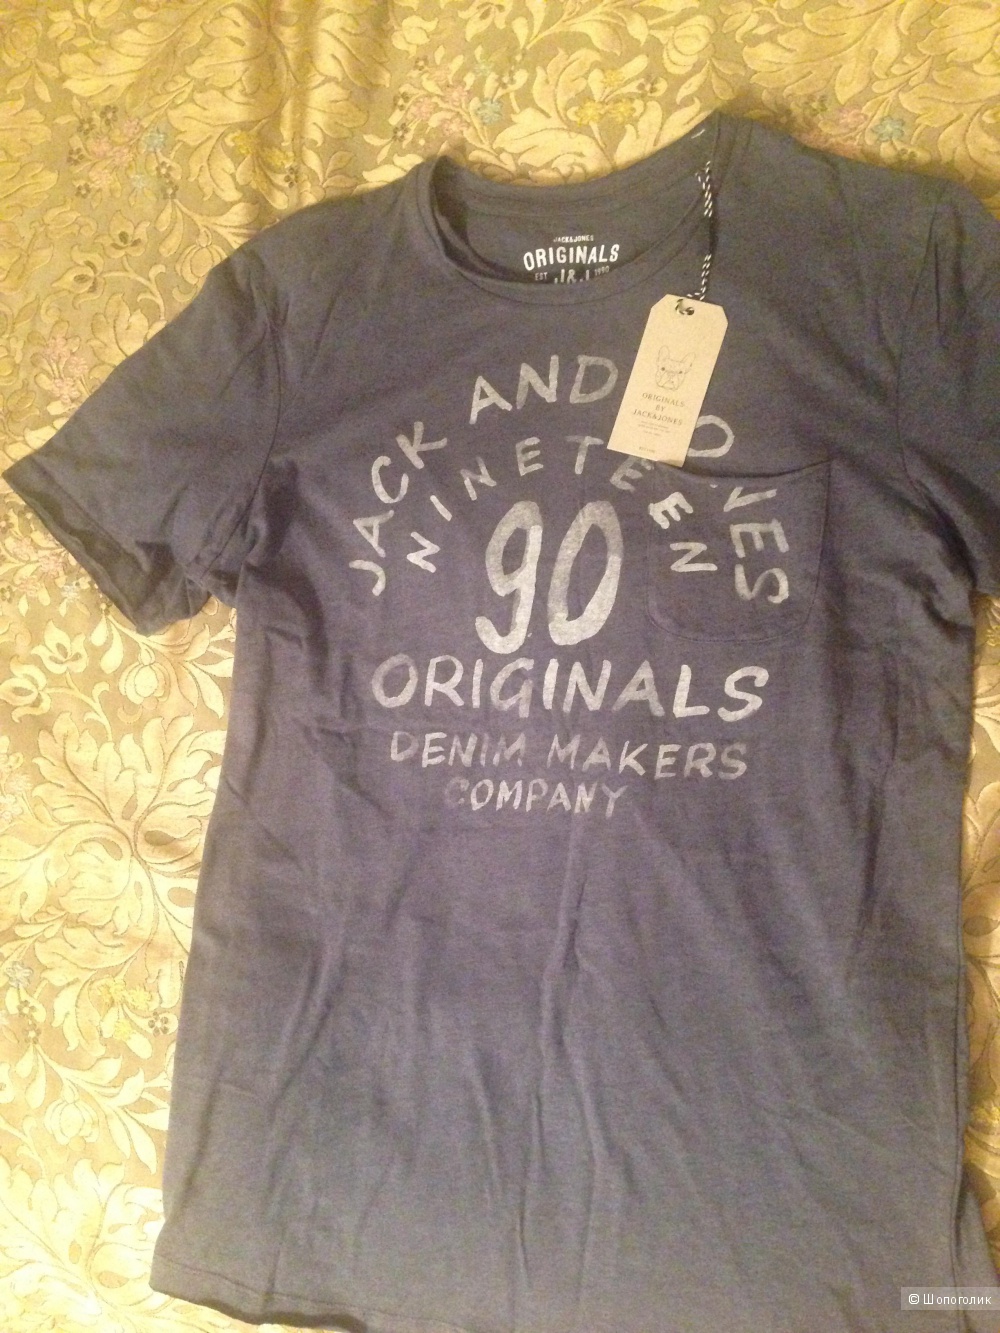 JACK&JONES
ORIGINALS
EST J&J 1990
ORIGINALS
BY
JACK&JONES
JACK AND JONES
NINETEEN
90
ORIGINALS
DENIM MAKERS
COMPANY
© Шопоголик